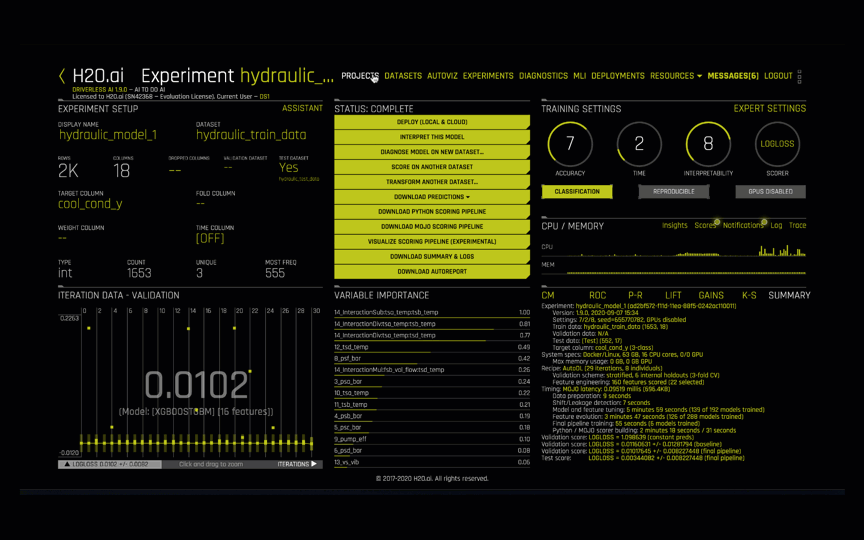 H2O.ai Experiment hydraulic_...
PROJECTS DATASETS AUTOVIZ EXPERIMENTS DIAGNOSTICS MLI DEPLOYMENTS RESOURCES MESSAGES[6] LOGOUT
DRIVERLESS AI 1.9.0 – AI TO DO AI
Licensed to H2O.ai (SN42368 – Evaluation License). Current User – DS1
EXPERIMENT SETUP
ASSISTANT
DISPLAY NAME
DATASET
hydraulic_model_1
hydraulic_train_data
ROWS
COLUMNS
DROPPED COLUMNS
VALIDATION DATASET
TEST DATASET
2K
18
--
--
Yes
hydraulic_test_data
TARGET COLUMN
FOLD COLUMN
cool_cond_y
--
WEIGHT COLUMN
TIME COLUMN
--
[OFF]
TYPE
COUNT
UNIQUE
MOST FREQ
int
1653
3
555
STATUS: COMPLETE
DEPLOY (LOCAL & CLOUD)
INTERPRET THIS MODEL
DIAGNOSE MODEL ON NEW DATASET...
SCORE ON ANOTHER DATASET
TRANSFORM ANOTHER DATASET...
DOWNLOAD PREDICTIONS
DOWNLOAD PYTHON SCORING PIPELINE
DOWNLOAD MOJO SCORING PIPELINE
VISUALIZE SCORING PIPELINE (EXPERIMENTAL)
DOWNLOAD SUMMARY & LOGS
DOWNLOAD AUTOREPORT
TRAINING SETTINGS
EXPERT SETTINGS
7
2
8
LOGLOSS
ACCURACY
TIME
INTERPRETABILITY
SCORER
CLASSIFICATION
REPRODUCIBLE
GPUS DISABLED
CPU / MEMORY
Insights Scores Notifications Log Trace
CPU
MEM
ITERATION DATA - VALIDATION
0 2 4 6 8 10 12 14 16 18 20 22 24 26 28 30
0.2263
0.0102
(Model: [XGBOOSTGBM] (16 features)]
-0.0120
LOGLOSS 0.0102 +/- 0.0082
Click and drag to zoom
ITERATIONS
VARIABLE IMPORTANCE
14_InteractionSub:tso_temp:tsb_temp 1.00
14_InteractionDiv:tso_temp:tsb_temp 0.81
14_InteractionDiv:tso_temp:tsd_temp 0.77
12_tsd_temp 0.49
8_psf_bar 0.42
14_InteractionMul:fsb_vol_flow:tsd_temp 0.26
3_psa_bar 0.24
10_tsa_temp 0.22
11_tsb_temp 0.21
4_psb_bar 0.19
5_psc_bar 0.18
9_pump_eff 0.10
6_psd_bar 0.08
13_vs_vib 0.05
CM ROC P-R LIFT GAINS K-S SUMMARY
Version: 1.9.0, 2020-09-07 15:34
Settings: 7/2/8, seed=655770782, GPUs disabled
Train data: hydraulic_train_data (1653, 18)
Validation data: N/A
Test data: [Test] (552, 17)
Target column: cool_cond_y (3-class)
System specs: Docker/Linux, 63 GB, 16 CPU cores, 0/0 GPU
Max memory usage: 0 GB, 0 GB GPU
Recipe: AutoDL (29 iterations, 8 individuals)
Validation scheme: stratified, 6 internal holdouts (3-fold CV)
Feature engineering: 160 features scored (22 selected)
Timing: MOJO latency: 0.09519 millis (596.4KB)
Data preparation: 9 seconds
Shift/Leakage detection: 7 seconds
Model and feature tuning: 5 minutes 59 seconds (139 of 192 models trained)
Feature evolution: 3 minutes 47 seconds (126 of 288 models trained)
Final pipeline training: 55 seconds (6 models trained)
Python / MOJO scorer building: 2 minutes 18 seconds / 31 seconds
Validation score: LOGLOSS = 1.098639 (constant preds)
Validation score: LOGLOSS = 0.01160631 +/- 0.01281794 (baseline)
Validation score: LOGLOSS = 0.01017645 +/- 0.008227448 (final pipeline)
Test score: LOGLOSS = 0.00344082 +/- 0.008227448 (final pipeline)
© 2017-2020 H2O.ai. All rights reserved.